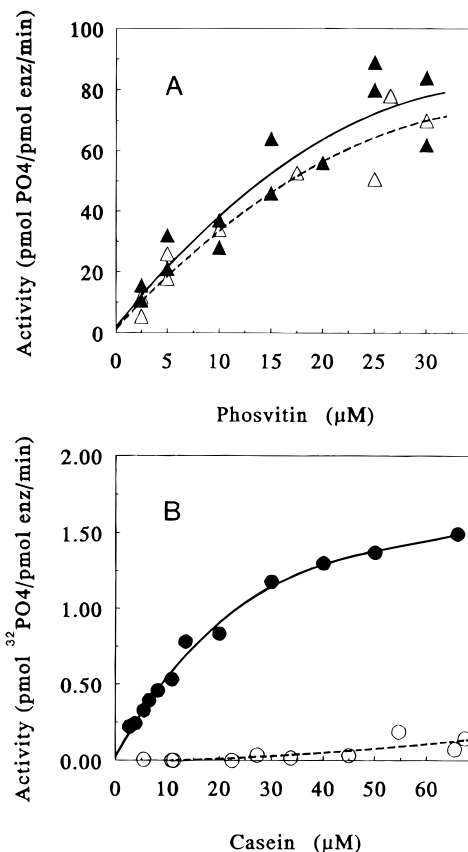 100
80
60
40
20
0
A
Activity (pmol PO4/pmol enz/min)
0 5 10 15 20 25 30
Phosvitin (µM)
2.00
1.50
1.00
0.50
0.00
B
Activity (pmol ³²PO4/pmol enz/min)
0 10 20 30 40 50 60
Casein (µM)